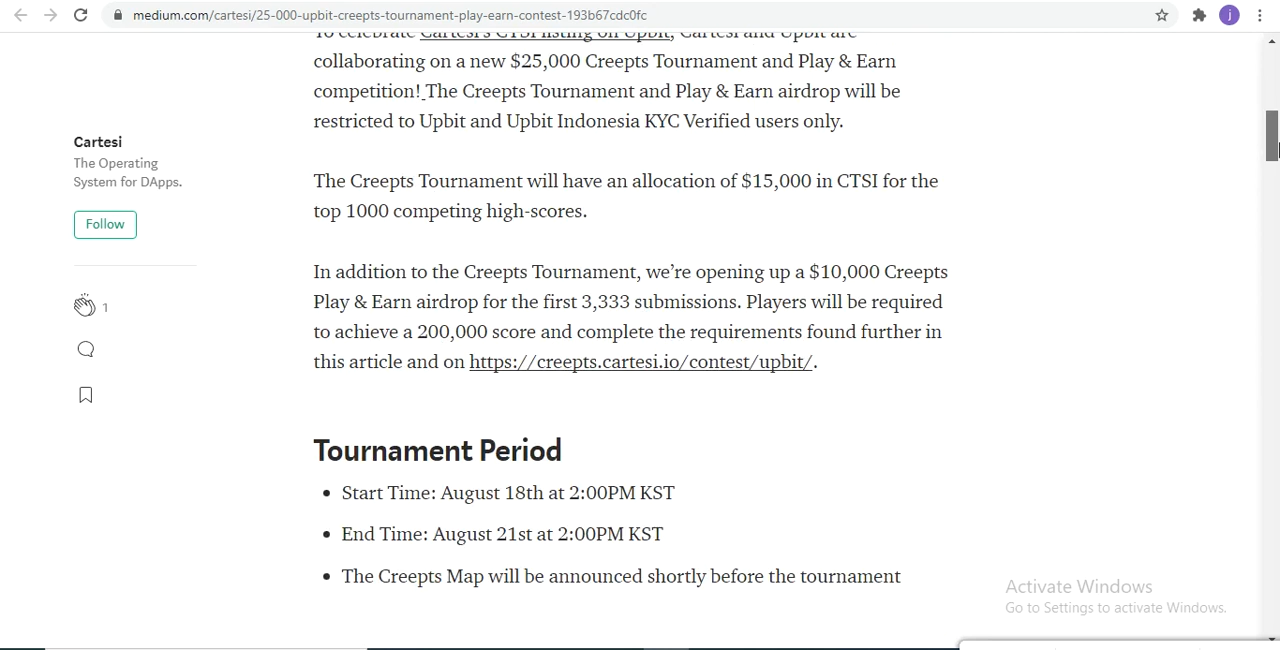 medium.com/cartesi/25-000-upbit-creepts-tournament-play-earn-contest-193b67cdc0fc
j
To celebrate Cartesi's CTSI listing on Upbit, Cartesi and Upbit are
collaborating on a new $25,000 Creepts Tournament and Play & Earn
competition! The Creepts Tournament and Play & Earn airdrop will be
restricted to Upbit and Upbit Indonesia KYC Verified users only.
Cartesi
The Operating
System for DApps.
Follow
1
The Creepts Tournament will have an allocation of $15,000 in CTSI for the
top 1000 competing high-scores.
In addition to the Creepts Tournament, we’re opening up a $10,000 Creepts
Play & Earn airdrop for the first 3,333 submissions. Players will be required
to achieve a 200,000 score and complete the requirements found further in
this article and on https://creepts.cartesi.io/contest/upbit/.
Tournament Period
• Start Time: August 18th at 2:00PM KST
• End Time: August 21st at 2:00PM KST
• The Creepts Map will be announced shortly before the tournament
Activate Windows
Go to Settings to activate Windows.